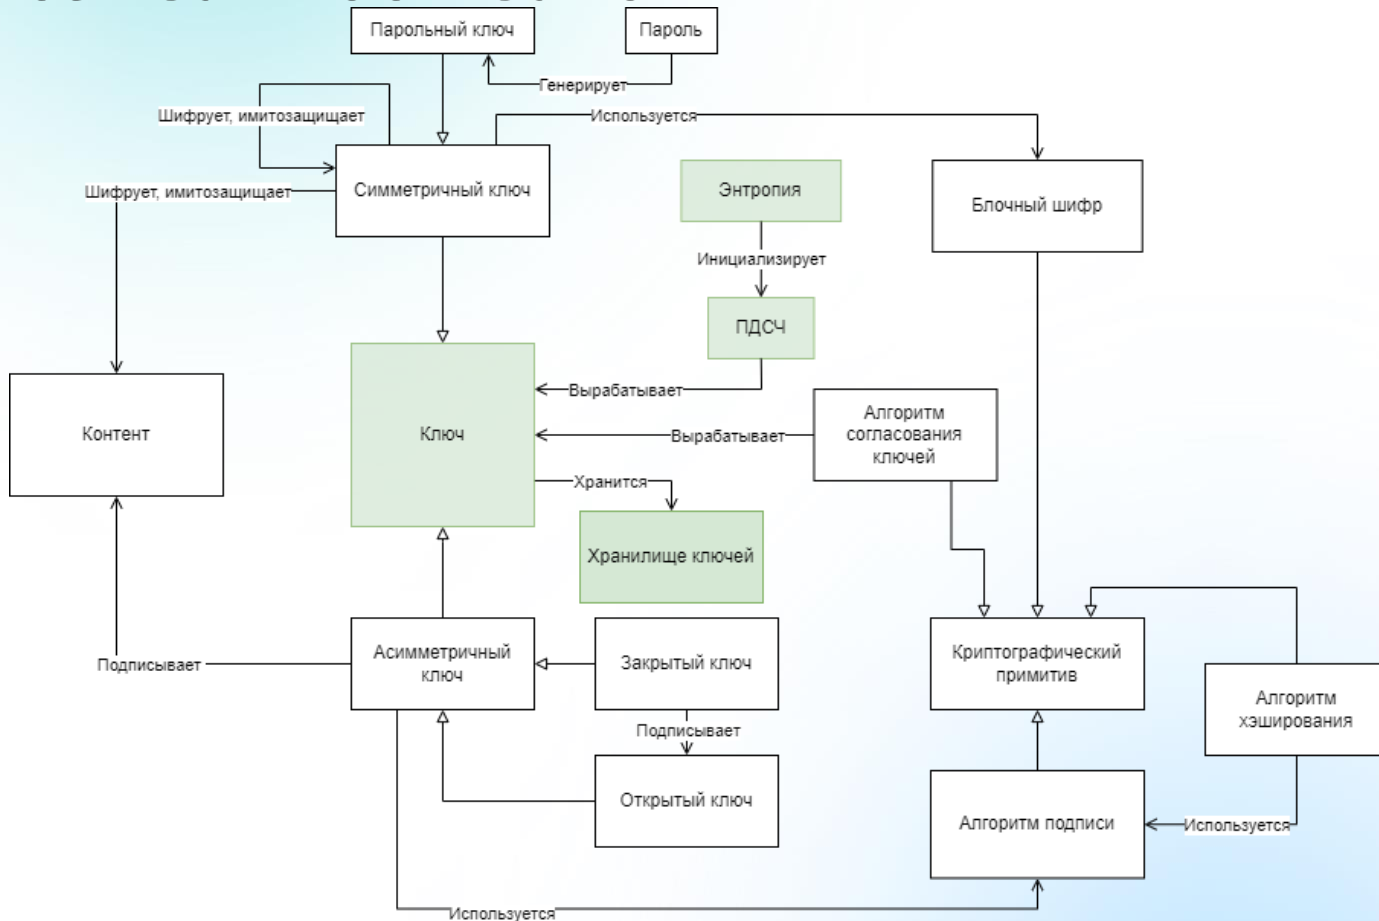 Парольный ключ
Пароль
Генерирует
Шифрует, имитозащищает
Используется
Симметричный ключ
Шифрует, имитозащищает
Энтропия
Блочный шифр
Инициализирует
ПДСЧ
Вырабатывает
Контент
Ключ
Алгоритм
согласования
ключей
Вырабатывает
Хранится
Хранилище ключей
Подписывает
Асимметричный
ключ
Закрытый ключ
Криптографический
примитив
Алгоритм
хэширования
Подписывает
Открытый ключ
Алгоритм подписи
Используется
Используется